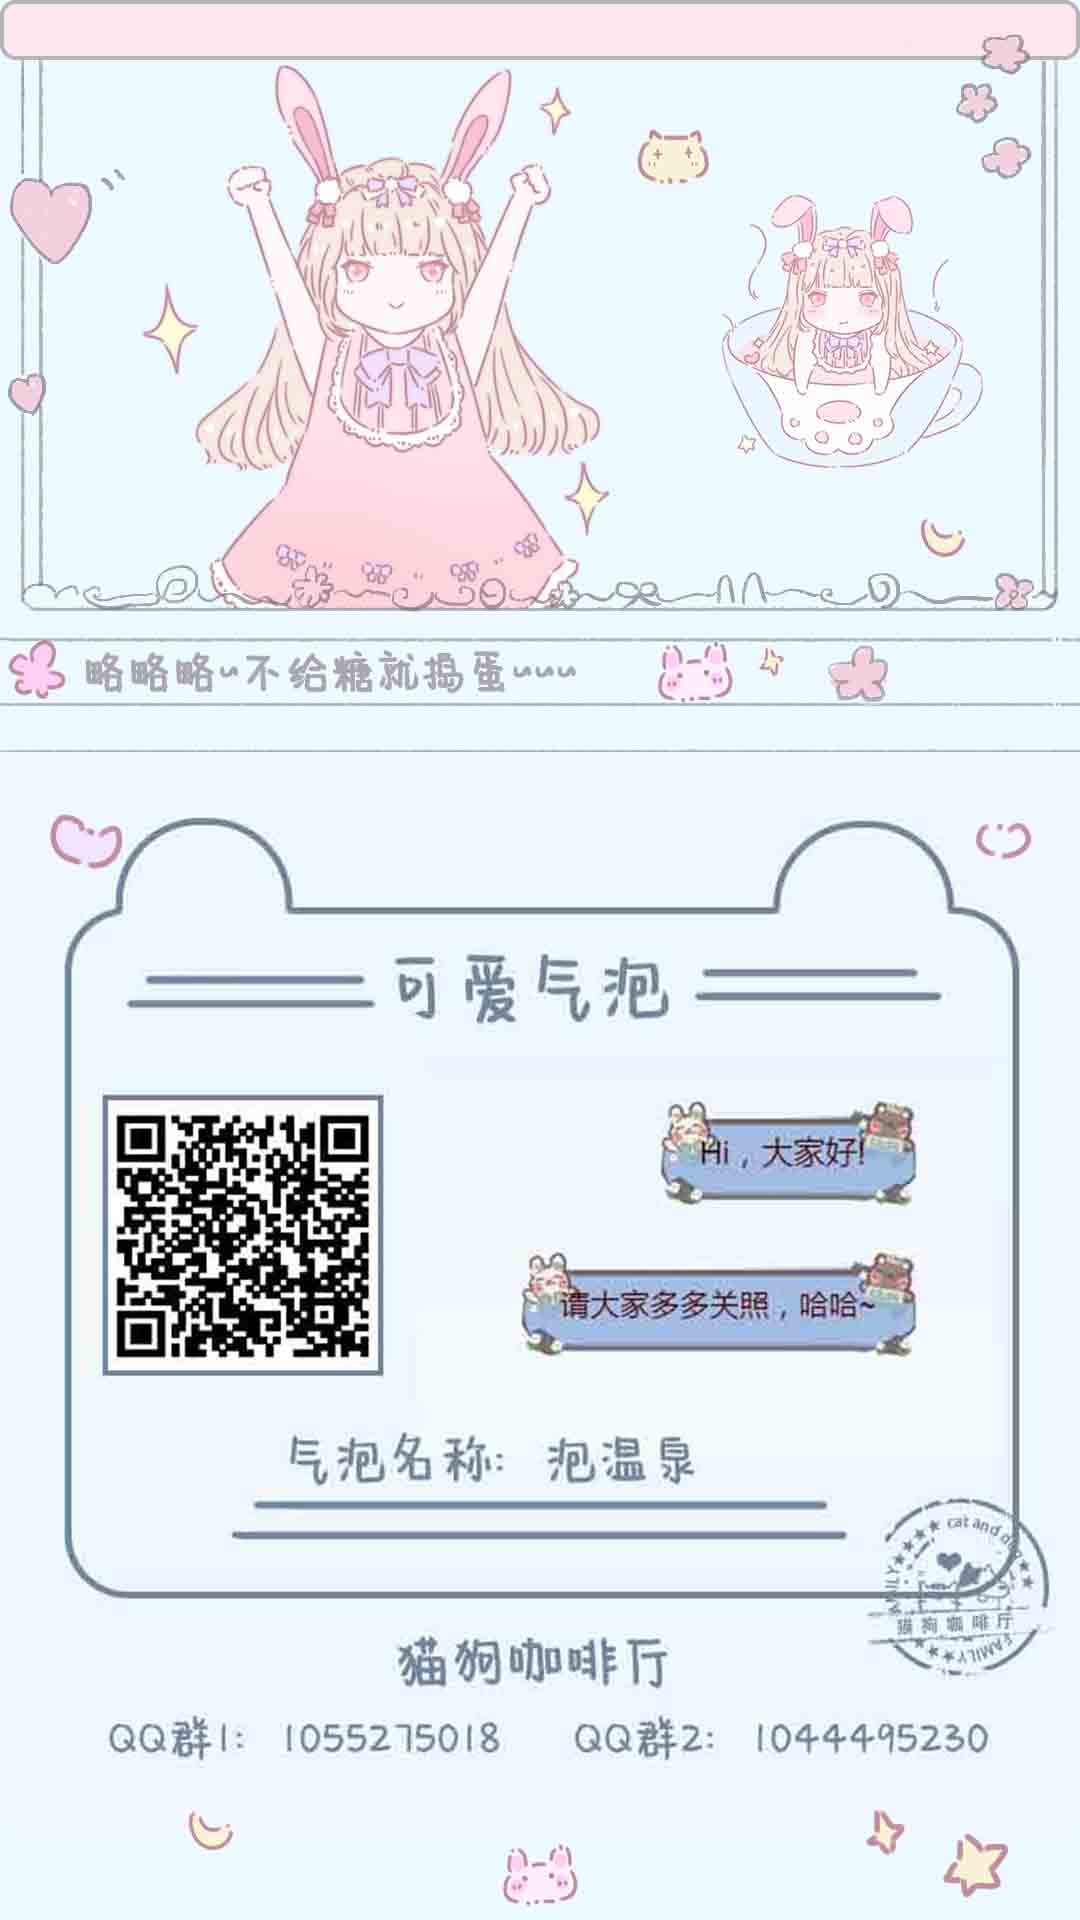 略略略~不给糖就捣蛋~~~
可爱气泡
Hi，大家好!
请大家多多关照，哈哈~
气泡名称: 泡温泉
cat and dog
猫狗咖啡厅
FAMILY
猫狗咖啡厅
QQ群1: 1055275018 QQ群2: 1044495230